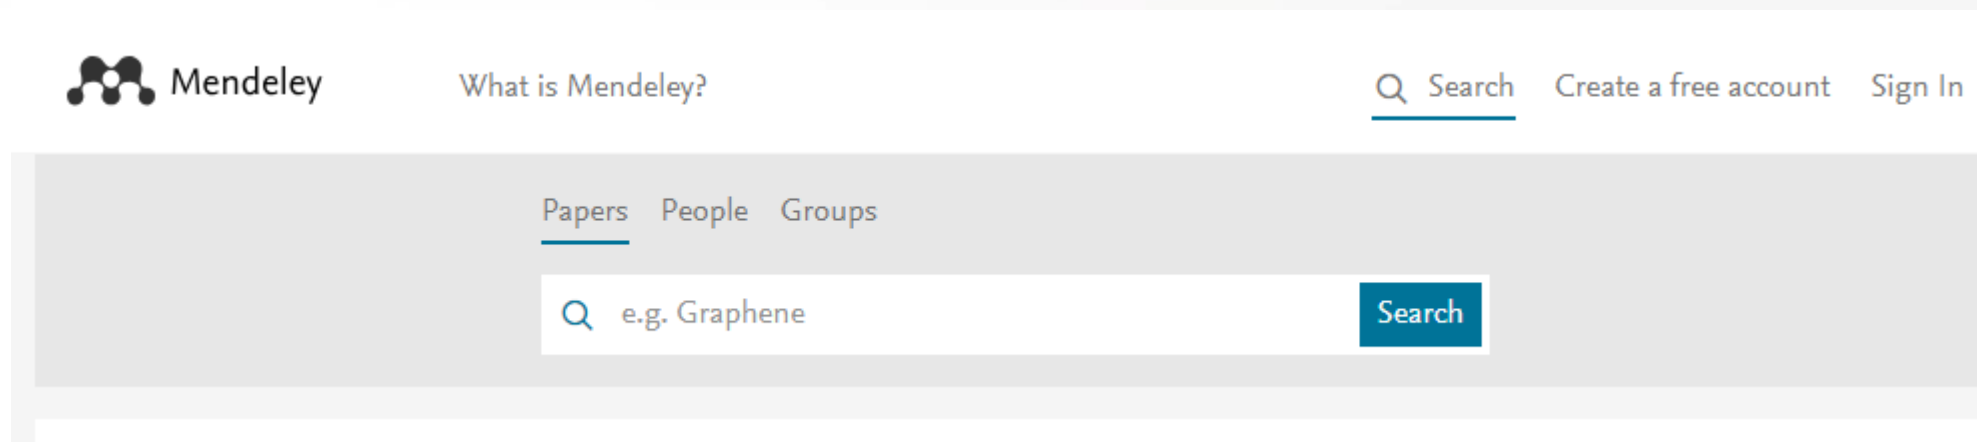 Mendeley What is Mendeley? Search Create a free account Sign In
Papers People Groups
e.g. Graphene Search